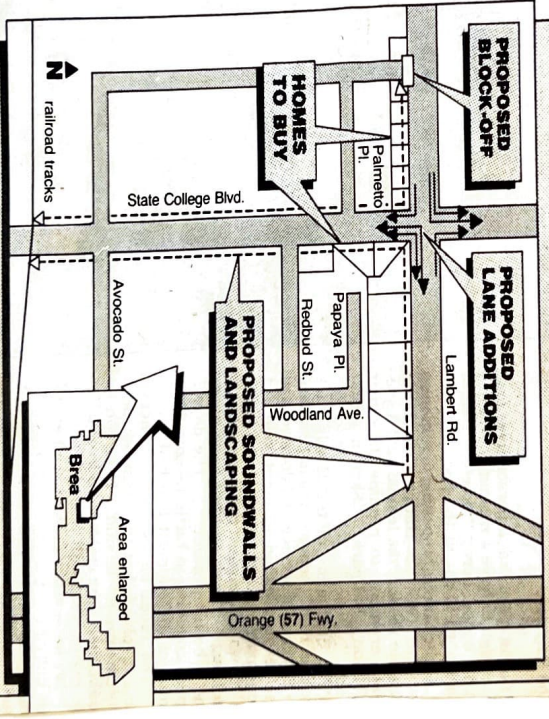 PROPOSED
BLOCK-OFF
PROPOSED
LANE ADDITIONS
Lambert Rd.
Palmetto
Pl.
HOMES
TO BUY
Papaya Pl.
Redbud St.
Woodland Ave.
State College Blvd.
PROPOSED SOUNDWALLS
AND LANDSCAPING
Orange (57) Fwy.
Avocado St.
Area enlarged
Brea
N
railroad tracks